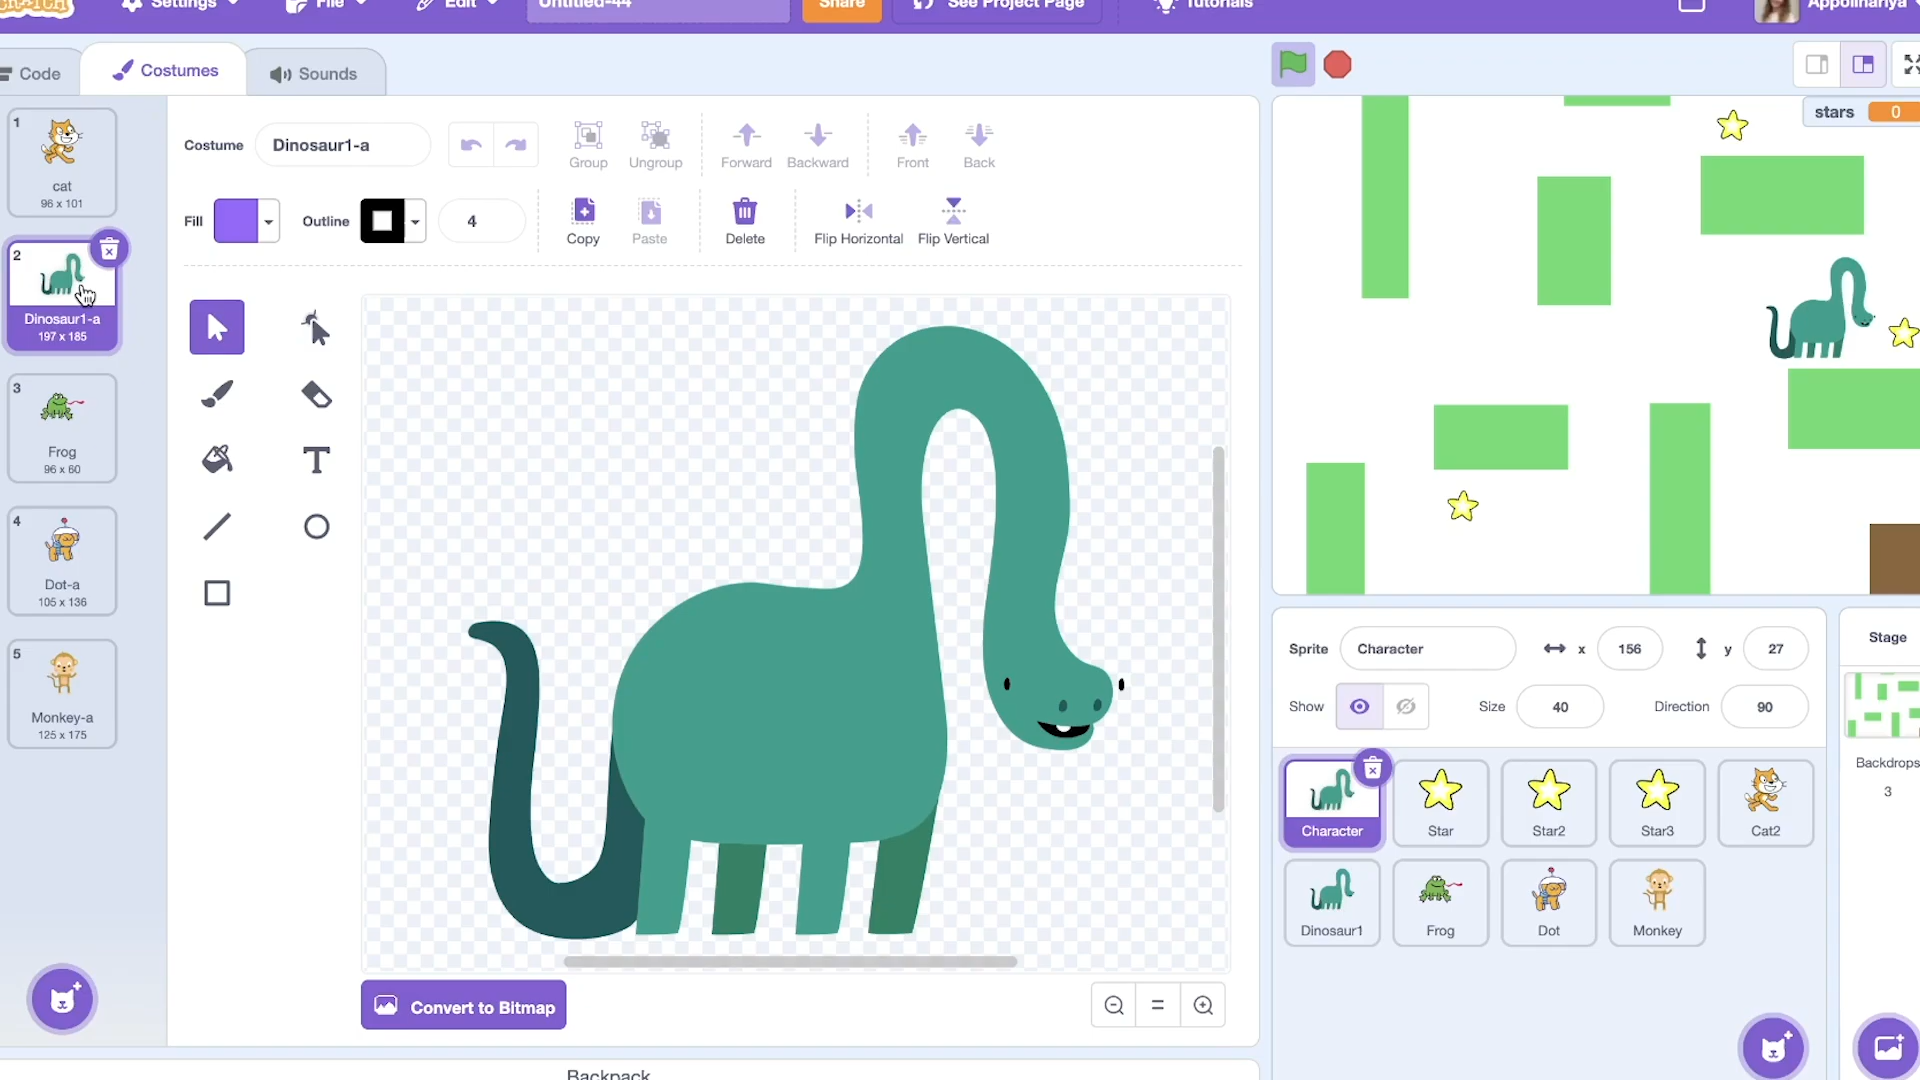 SCRATCH
Settings
File
Edit
Untitled-44
Share
See Project Page
Tutorials
Appolinariya
Code
Costumes
Sounds
1
cat
96 x 101
2
Dinosaur1-a
197 x 185
3
Frog
96 x 60
4
Dot-a
105 x 136
5
Monkey-a
125 x 175
Costume
Dinosaur1-a
Group
Ungroup
Forward
Backward
Front
Back
Fill
Outline
4
Copy
Paste
Delete
Flip Horizontal
Flip Vertical
Convert to Bitmap
Backpack
stars 0
Sprite
Character
x
156
y
27
Show
Size
40
Direction
90
Character
Star
Star2
Star3
Cat2
Dinosaur1
Frog
Dot
Monkey
Stage
Backdrops
3